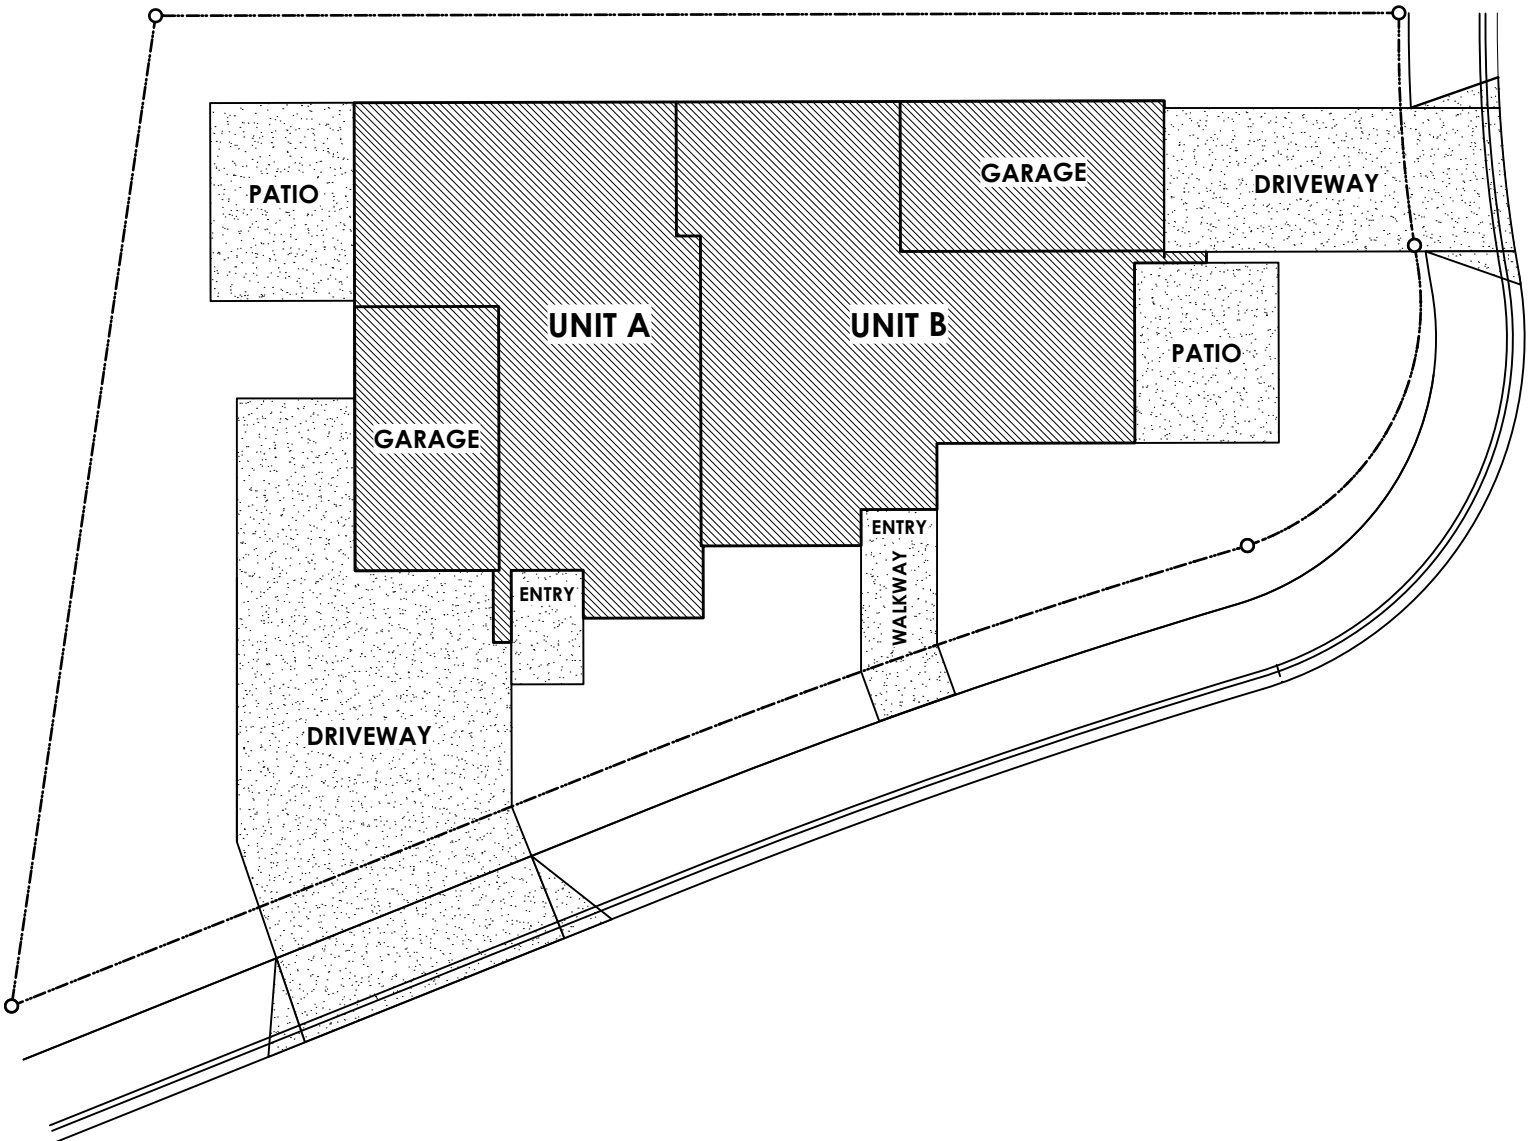 GARAGE
DRIVEWAY
PATIO
UNIT A
UNIT B
PATIO
GARAGE
ENTRY
WALKWAY
ENTRY
DRIVEWAY